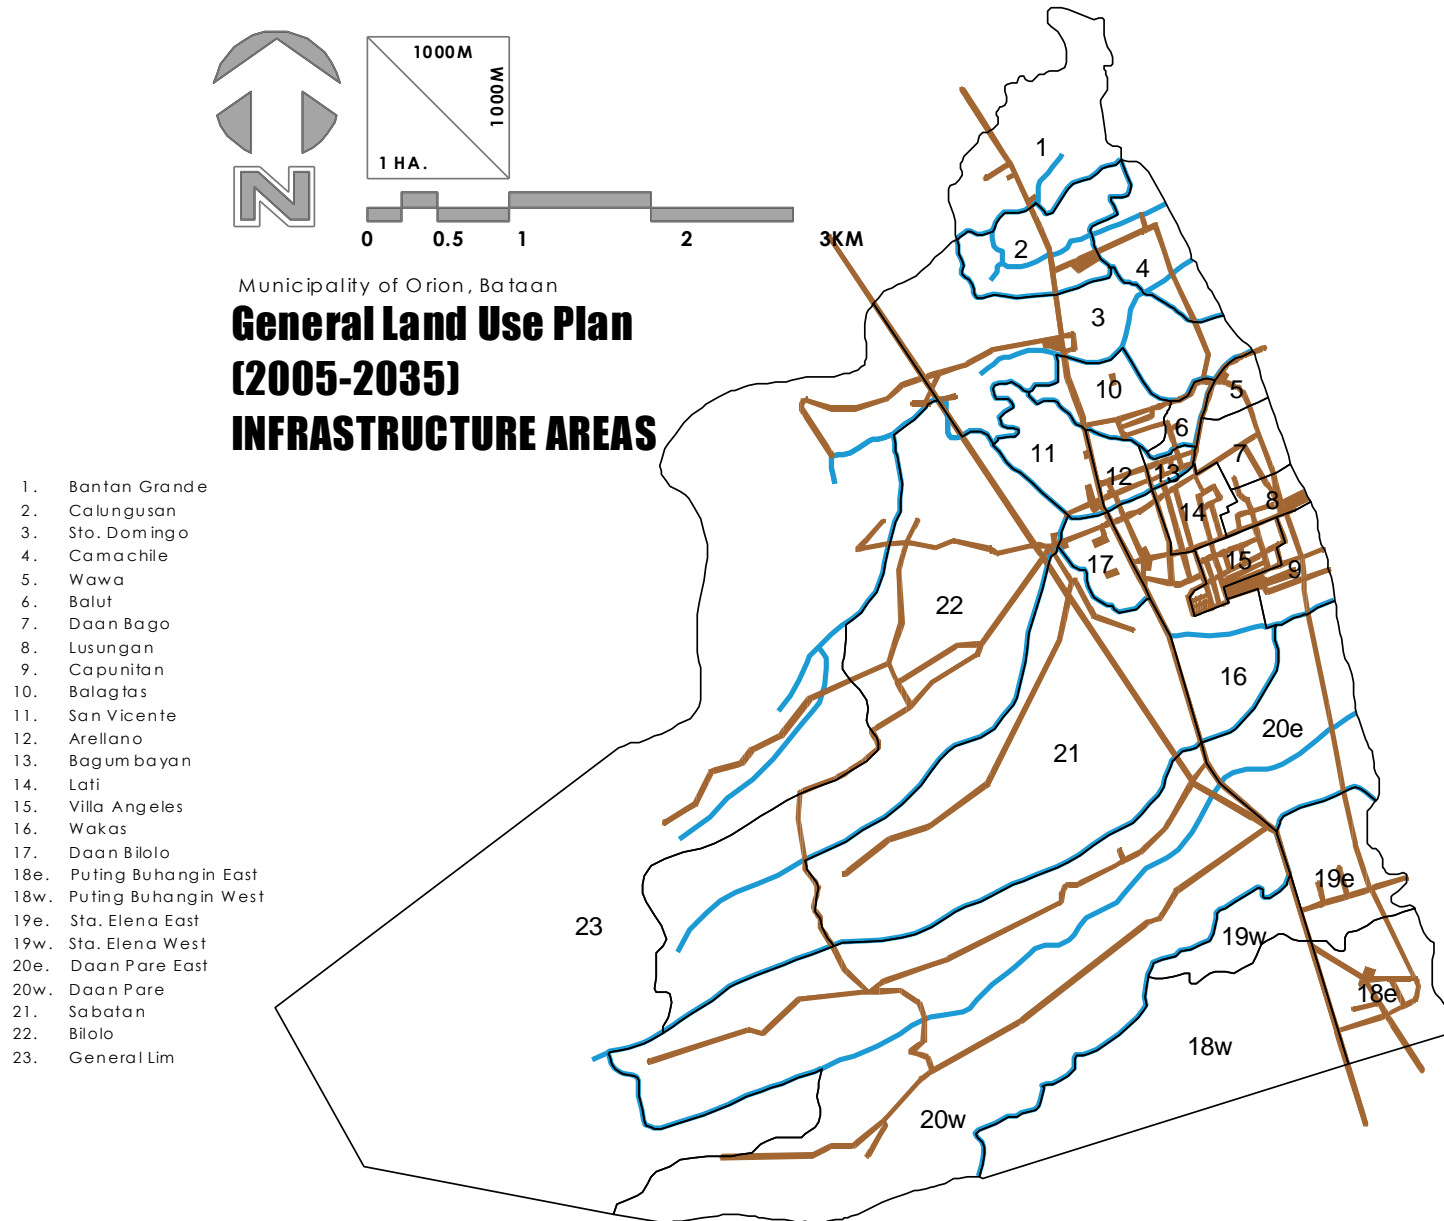 1000M
1000M
1 HA.
N
0 0.5 1 2 3KM
Municipality of Orion, Bataan
General Land Use Plan
(2005-2035)
INFRASTRUCTURE AREAS
1. Bantan Grande
2. Calungusan
3. Sto. Domingo
4. Camachile
5. Wawa
6. Balut
7. Daan Bago
8. Lusungan
9. Capunitan
10. Balagtas
11. San Vicente
12. Arellano
13. Bagumbayan
14. Lati
15. Villa Angeles
16. Wakas
17. Daan Bilolo
18e. Puting Buhangin East
18w. Puting Buhangin West
19e. Sta. Elena East
19w. Sta. Elena West
20e. Daan Pare East
20w. Daan Pare
21. Sabatan
22. Bilolo
23. General Lim
1
2
4
3
10
5
6
11
7
12
13
8
14
15
17
9
22
16
20e
21
19e
23
19w
18e
18w
20w